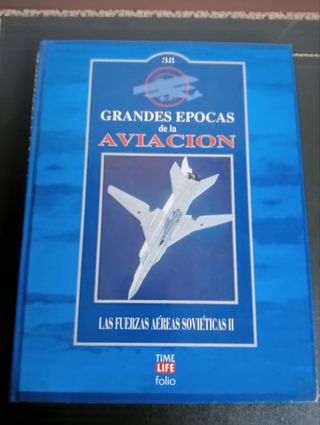 38
GRANDES EPOCAS
de la
AVIACION
LAS FUERZAS AÉREAS SOVIÉTICAS II
TIME
LIFE
folio